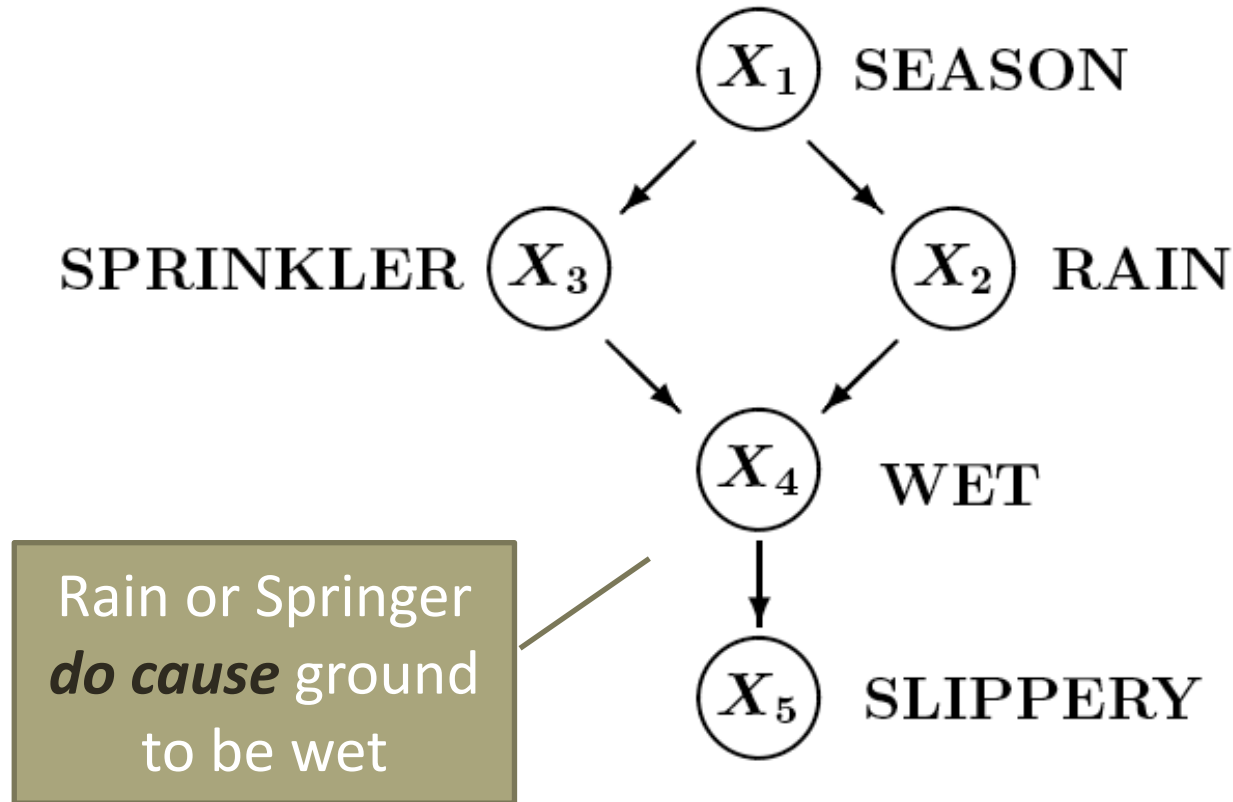 X1 SEASON
SPRINKLER X3 X2 RAIN
X4 WET
Rain or Springer
do cause ground
to be wet
X5 SLIPPERY